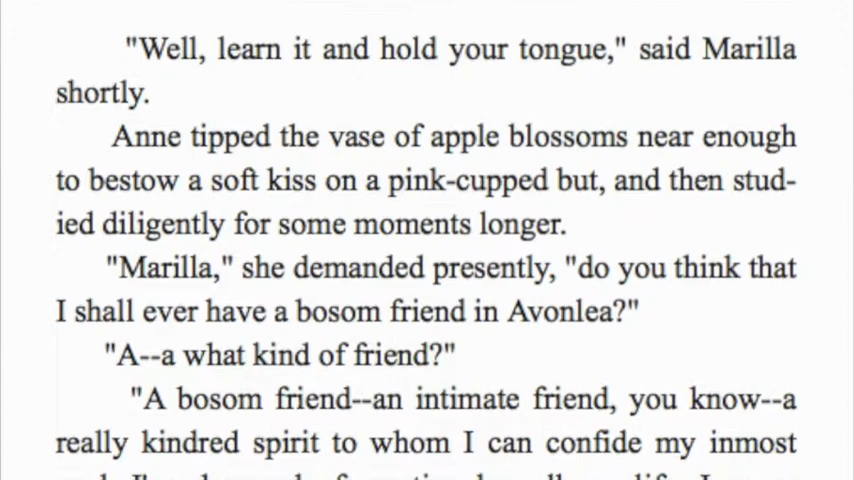 "Well, learn it and hold your tongue," said Marilla
shortly.
Anne tipped the vase of apple blossoms near enough
to bestow a soft kiss on a pink-cupped but, and then stud-
ied diligently for some moments longer.
"Marilla," she demanded presently, "do you think that
I shall ever have a bosom friend in Avonlea?"
"A--a what kind of friend?"
"A bosom friend--an intimate friend, you know--a
really kindred spirit to whom I can confide my inmost